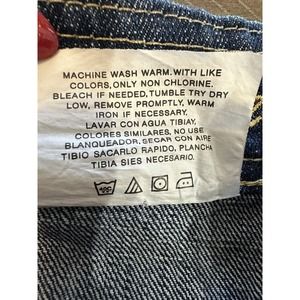 MACHINE WASH WARM.WITH LIKE
COLORS,ONLY NON CHLORINE.
BLEACH IF NEEDED,TUMBLE TRY DRY
LOW, REMOVE PROMPTLY, WARM
IRON IF NECESSARY.
LAVAR CON AGUA TIBIAY.
COLORES SIMILARES, NO USE
BLANQUEADOR, SECAR CON AIRE
TIBIO SACARLO RAPIDO, PLANCHA
TIBIA SIES NECESARIO.